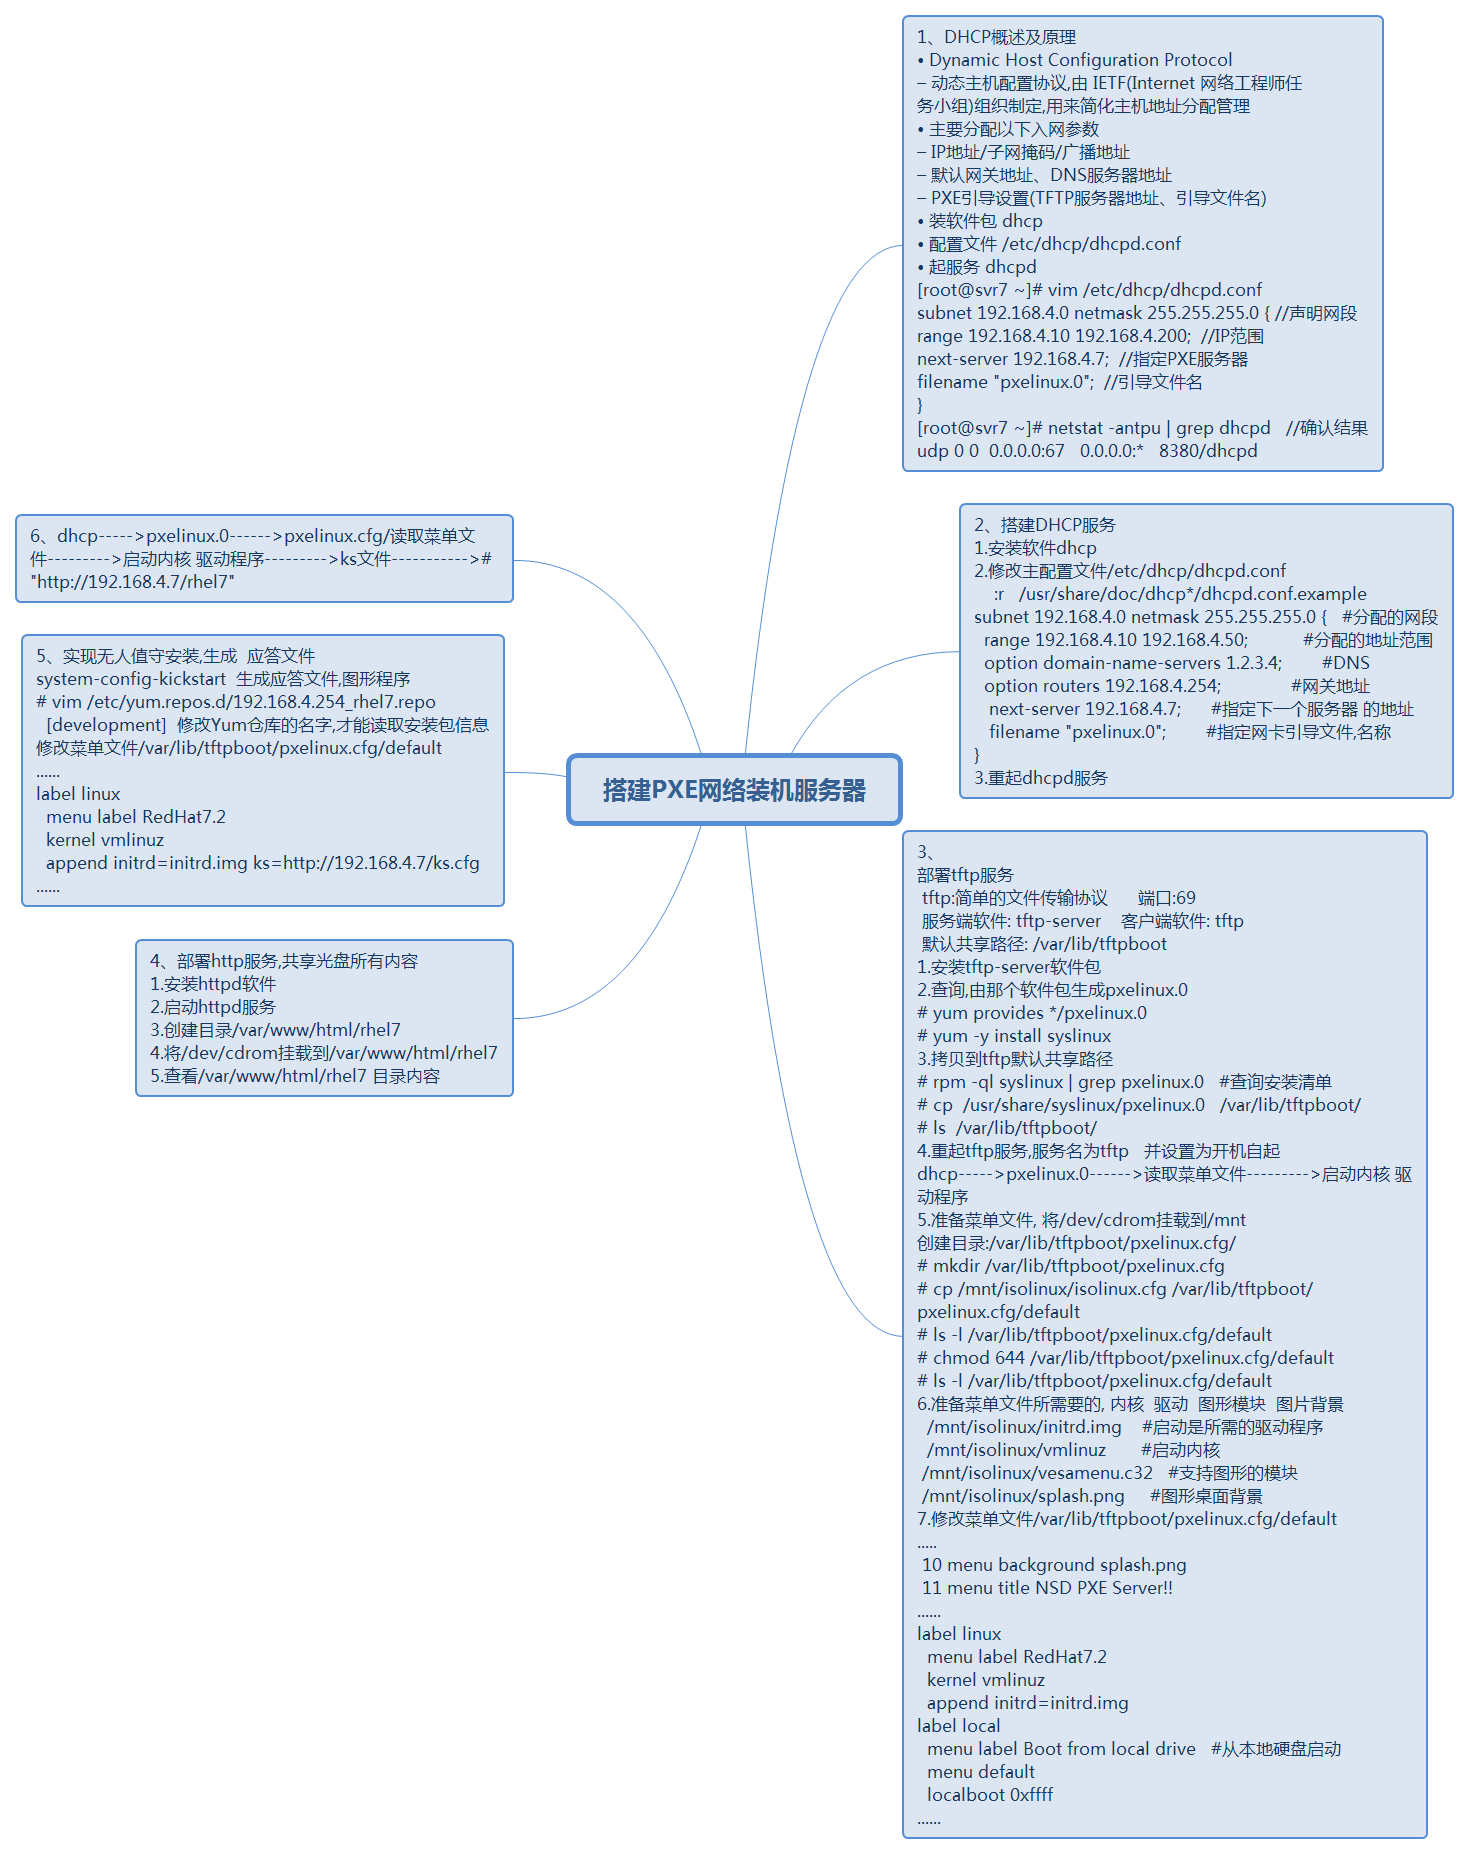 搭建PXE网络装机服务器
1、DHCP概述及原理
• Dynamic Host Configuration Protocol
– 动态主机配置协议,由 IETF(Internet 网络工程师任
务小组)组织制定,用来简化主机地址分配管理
• 主要分配以下入网参数
– IP地址/子网掩码/广播地址
– 默认网关地址、DNS服务器地址
– PXE引导设置(TFTP服务器地址、引导文件名)
• 装软件包 dhcp
• 配置文件 /etc/dhcp/dhcpd.conf
• 起服务 dhcpd
[root@svr7 ~]# vim /etc/dhcp/dhcpd.conf
subnet 192.168.4.0 netmask 255.255.255.0 { //声明网段
range 192.168.4.10 192.168.4.200;  //IP范围
next-server 192.168.4.7;  //指定PXE服务器
filename "pxelinux.0";  //引导文件名
}
[root@svr7 ~]# netstat -antpu | grep dhcpd   //确认结果
udp 0 0  0.0.0.0:67   0.0.0.0:*   8380/dhcpd
2、搭建DHCP服务
1.安装软件dhcp
2.修改主配置文件/etc/dhcp/dhcpd.conf
    :r   /usr/share/doc/dhcp*/dhcpd.conf.example
subnet 192.168.4.0 netmask 255.255.255.0 {   #分配的网段
  range 192.168.4.10 192.168.4.50;           #分配的地址范围
  option domain-name-servers 1.2.3.4;        #DNS
  option routers 192.168.4.254;              #网关地址
   next-server 192.168.4.7;      #指定下一个服务器 的地址
   filename "pxelinux.0";        #指定网卡引导文件,名称
}
3.重起dhcpd服务
3、
部署tftp服务
 tftp:简单的文件传输协议      端口:69
 服务端软件: tftp-server    客户端软件: tftp
 默认共享路径: /var/lib/tftpboot
1.安装tftp-server软件包
2.查询,由那个软件包生成pxelinux.0
# yum provides */pxelinux.0
# yum -y install syslinux
3.拷贝到tftp默认共享路径
# rpm -ql syslinux | grep pxelinux.0   #查询安装清单
# cp  /usr/share/syslinux/pxelinux.0   /var/lib/tftpboot/
# ls  /var/lib/tftpboot/
4.重起tftp服务,服务名为tftp   并设置为开机自起
dhcp----->pxelinux.0------>读取菜单文件--------->启动内核 驱
动程序
5.准备菜单文件, 将/dev/cdrom挂载到/mnt
创建目录:/var/lib/tftpboot/pxelinux.cfg/
# mkdir /var/lib/tftpboot/pxelinux.cfg
# cp /mnt/isolinux/isolinux.cfg /var/lib/tftpboot/
pxelinux.cfg/default
# ls -l /var/lib/tftpboot/pxelinux.cfg/default
# chmod 644 /var/lib/tftpboot/pxelinux.cfg/default
# ls -l /var/lib/tftpboot/pxelinux.cfg/default
6.准备菜单文件所需要的, 内核  驱动  图形模块  图片背景
  /mnt/isolinux/initrd.img    #启动是所需的驱动程序
  /mnt/isolinux/vmlinuz       #启动内核
 /mnt/isolinux/vesamenu.c32   #支持图形的模块
 /mnt/isolinux/splash.png     #图形桌面背景
7.修改菜单文件/var/lib/tftpboot/pxelinux.cfg/default
.....
 10 menu background splash.png
 11 menu title NSD PXE Server!!
......
label linux
  menu label RedHat7.2
  kernel vmlinuz
  append initrd=initrd.img
label local
  menu label Boot from local drive   #从本地硬盘启动
  menu default
  localboot 0xffff
......
4、部署http服务,共享光盘所有内容
1.安装httpd软件
2.启动httpd服务
3.创建目录/var/www/html/rhel7
4.将/dev/cdrom挂载到/var/www/html/rhel7
5.查看/var/www/html/rhel7 目录内容
5、实现无人值守安装,生成  应答文件
system-config-kickstart  生成应答文件,图形程序
# vim /etc/yum.repos.d/192.168.4.254_rhel7.repo
  [development]  修改Yum仓库的名字,才能读取安装包信息
修改菜单文件/var/lib/tftpboot/pxelinux.cfg/default
......
label linux
  menu label RedHat7.2
  kernel vmlinuz
  append initrd=initrd.img ks=http://192.168.4.7/ks.cfg
......
6、dhcp----->pxelinux.0------>pxelinux.cfg/读取菜单文
件--------->启动内核 驱动程序--------->ks文件----------->#
"http://192.168.4.7/rhel7"